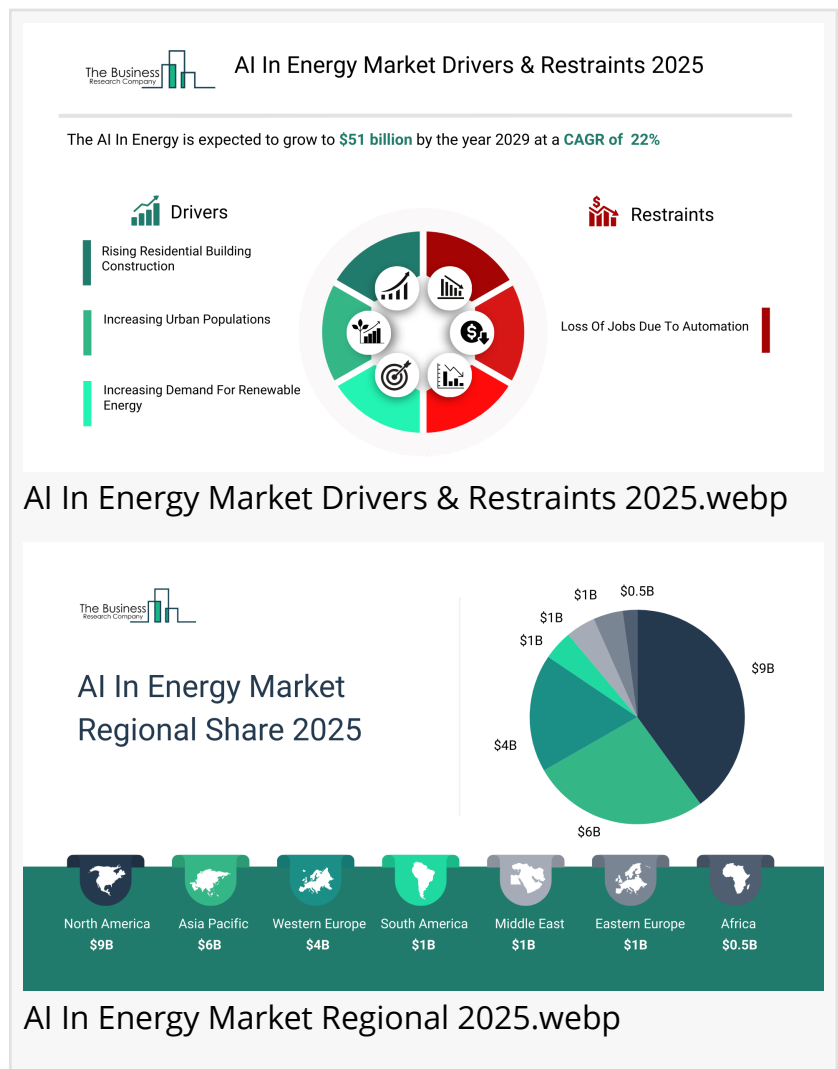 The Business
Research Company
AI In Energy Market Drivers & Restraints 2025
The AI In Energy is expected to grow to $51 billion by the year 2029 at a CAGR of 22%
Drivers
Restraints
Rising Residential Building
Construction
Increasing Urban Populations
Loss Of Jobs Due To Automation
Increasing Demand For Renewable
Energy
AI In Energy Market Drivers & Restraints 2025.webp
The Business
Research Company
AI In Energy Market
Regional Share 2025
$0.5B
$1B
$1B
$1B
$9B
$4B
$6B
North America
$9B
Asia Pacific
$6B
Western Europe
$4B
South America
$1B
Middle East
$1B
Eastern Europe
$1B
Africa
$0.5B
AI In Energy Market Regional 2025.webp